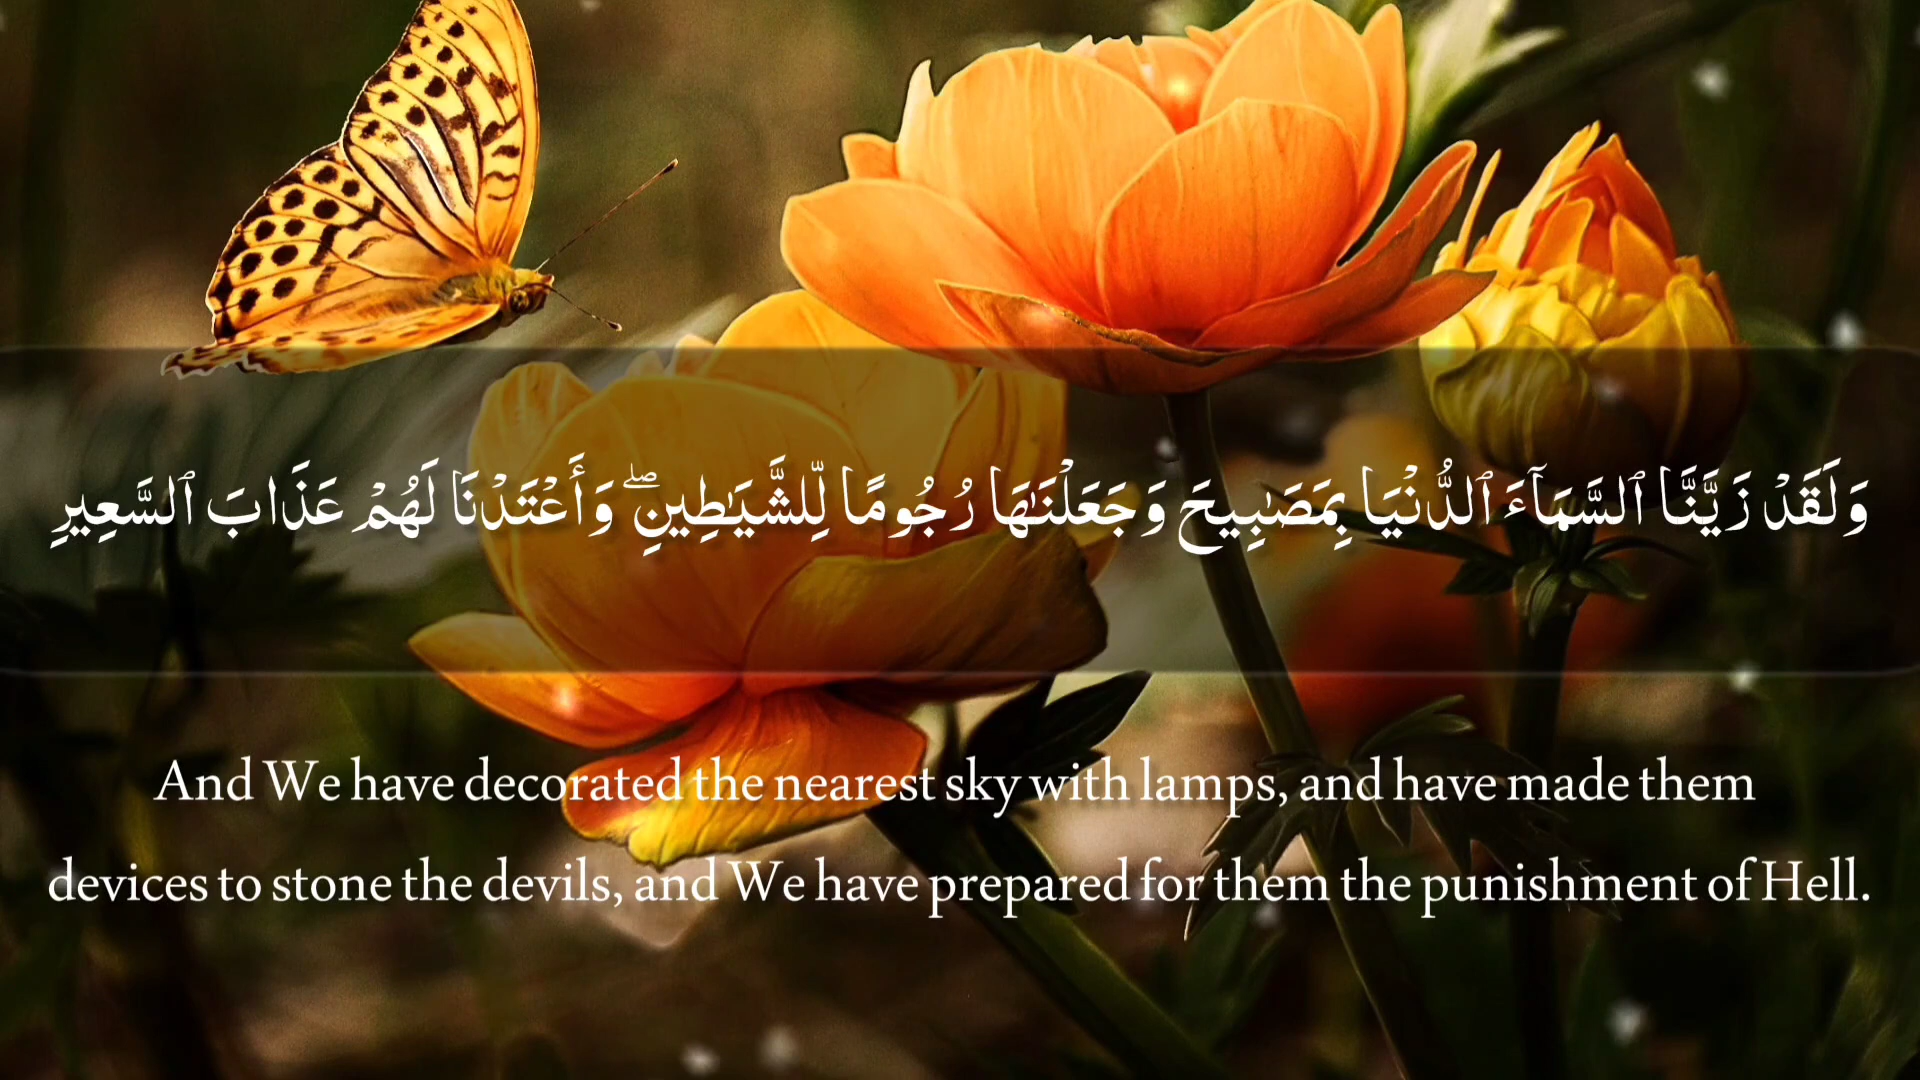 وَلَقَدْ زَيَّنَّا ٱلسَّمَآءَ ٱلدُّنْيَا بِمَصَٰبِيحَ وَجَعَلْنَٰهَا رُجُومًا لِّلشَّيَٰطِينِ ۖ وَأَعْتَدْنَا لَهُمْ عَذَابَ ٱلسَّعِيرِ
And We have decorated the nearest sky with lamps, and have made them
devices to stone the devils, and We have prepared for them the punishment of Hell.